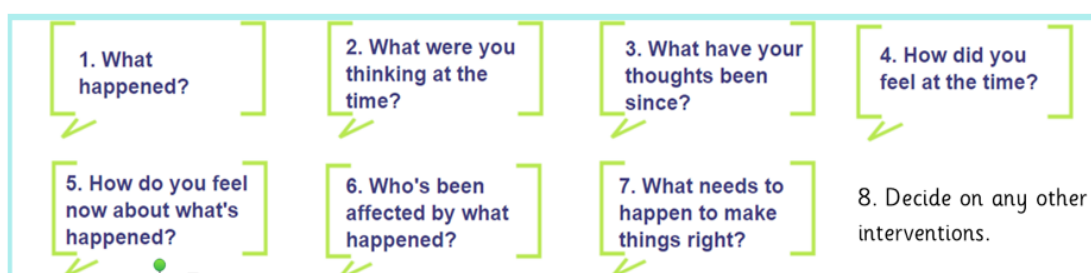 1. What
happened?
2. What were you
thinking at the
time?
3. What have your
thoughts been
since?
4. How did you
feel at the time?
5. How do you feel
now about what's
happened?
6. Who's been
affected by what
happened?
7. What needs to
happen to make
things right?
8. Decide on any other
interventions.